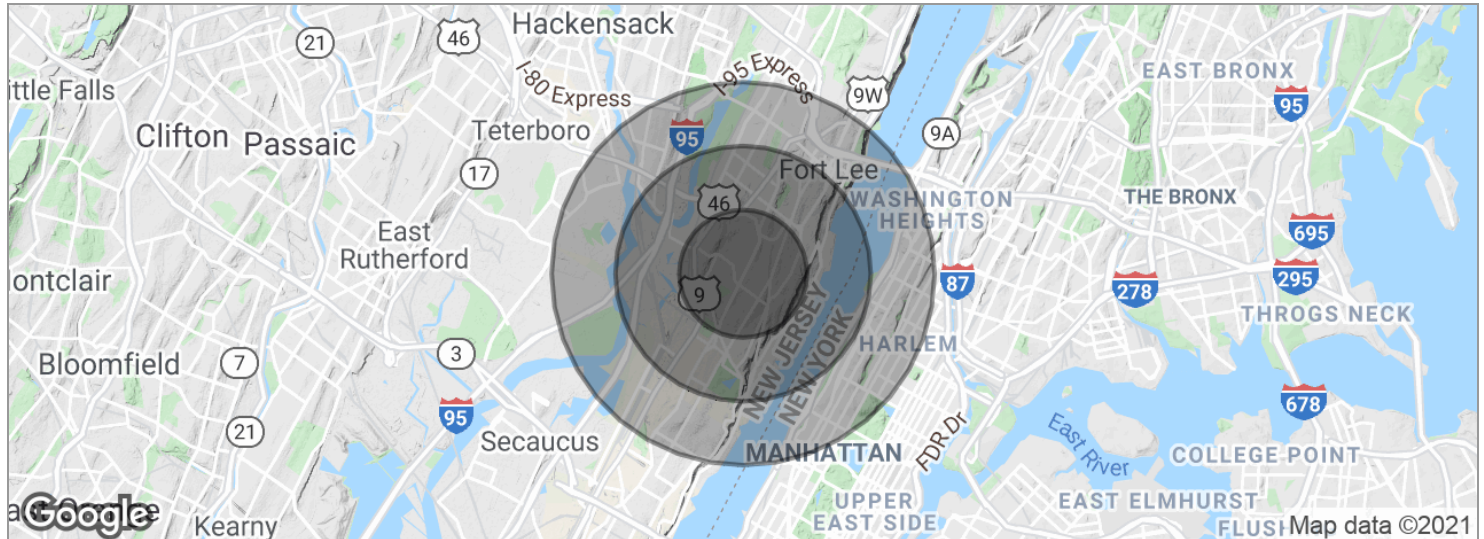 Hackensack
21
46
I-80 Express
I-95 Express
9W
EAST BRONX
95
ittle Falls
Clifton
Passaic
Teterboro
95
9A
17
Fort Lee
46
WASHINGTON
HEIGHTS
THE BRONX
East
Rutherford
695
ontclair
9
87
278
295
THROGS NECK
NEW JERSEY
NEW YORK
HARLEM
Bloomfield
7
3
95
678
21
Secaucus
MANHATTAN
FDR Dr
East River
COLLEGE POINT
UPPER
EAST SIDE
EAST ELMHURST
Google
Kearny
FLUSH
Map data ©2021